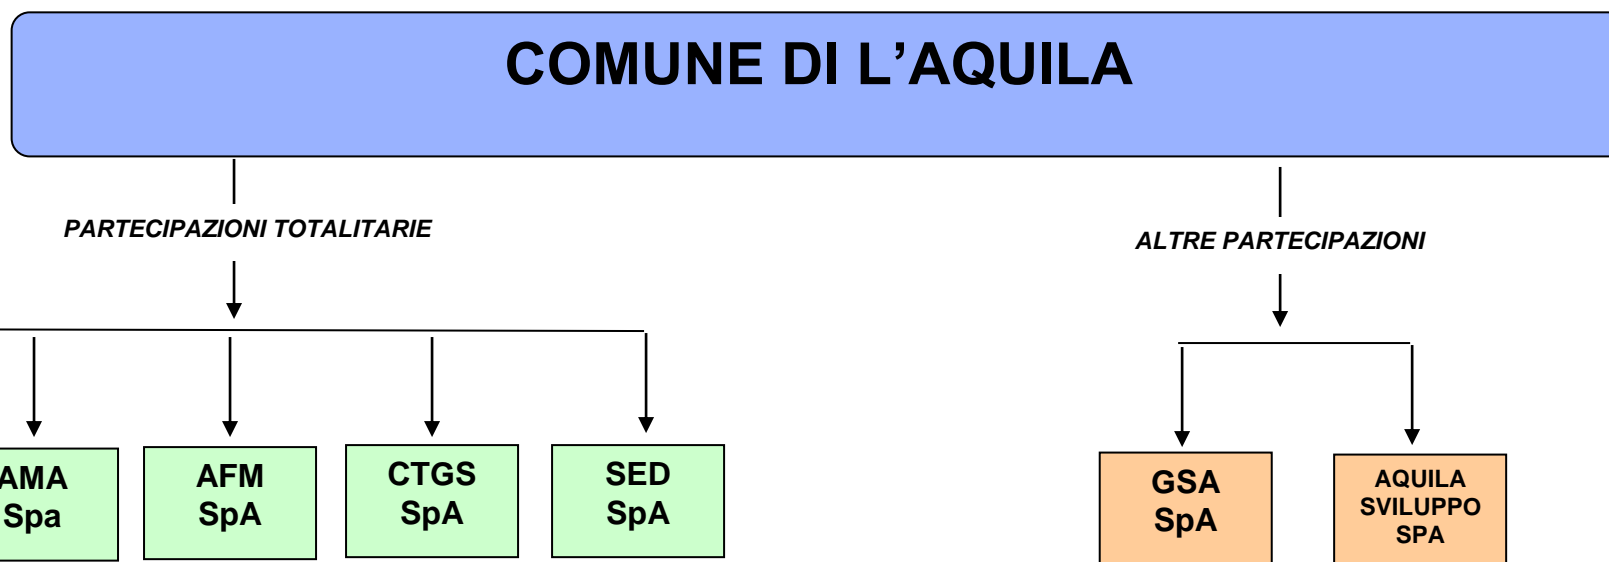 COMUNE DI L’AQUILA
PARTECIPAZIONI TOTALITARIE
ALTRE PARTECIPAZIONI
AMA
Spa
AFM
SpA
CTGS
SpA
SED
SpA
GSA
SpA
AQUILA
SVILUPPO
SPA